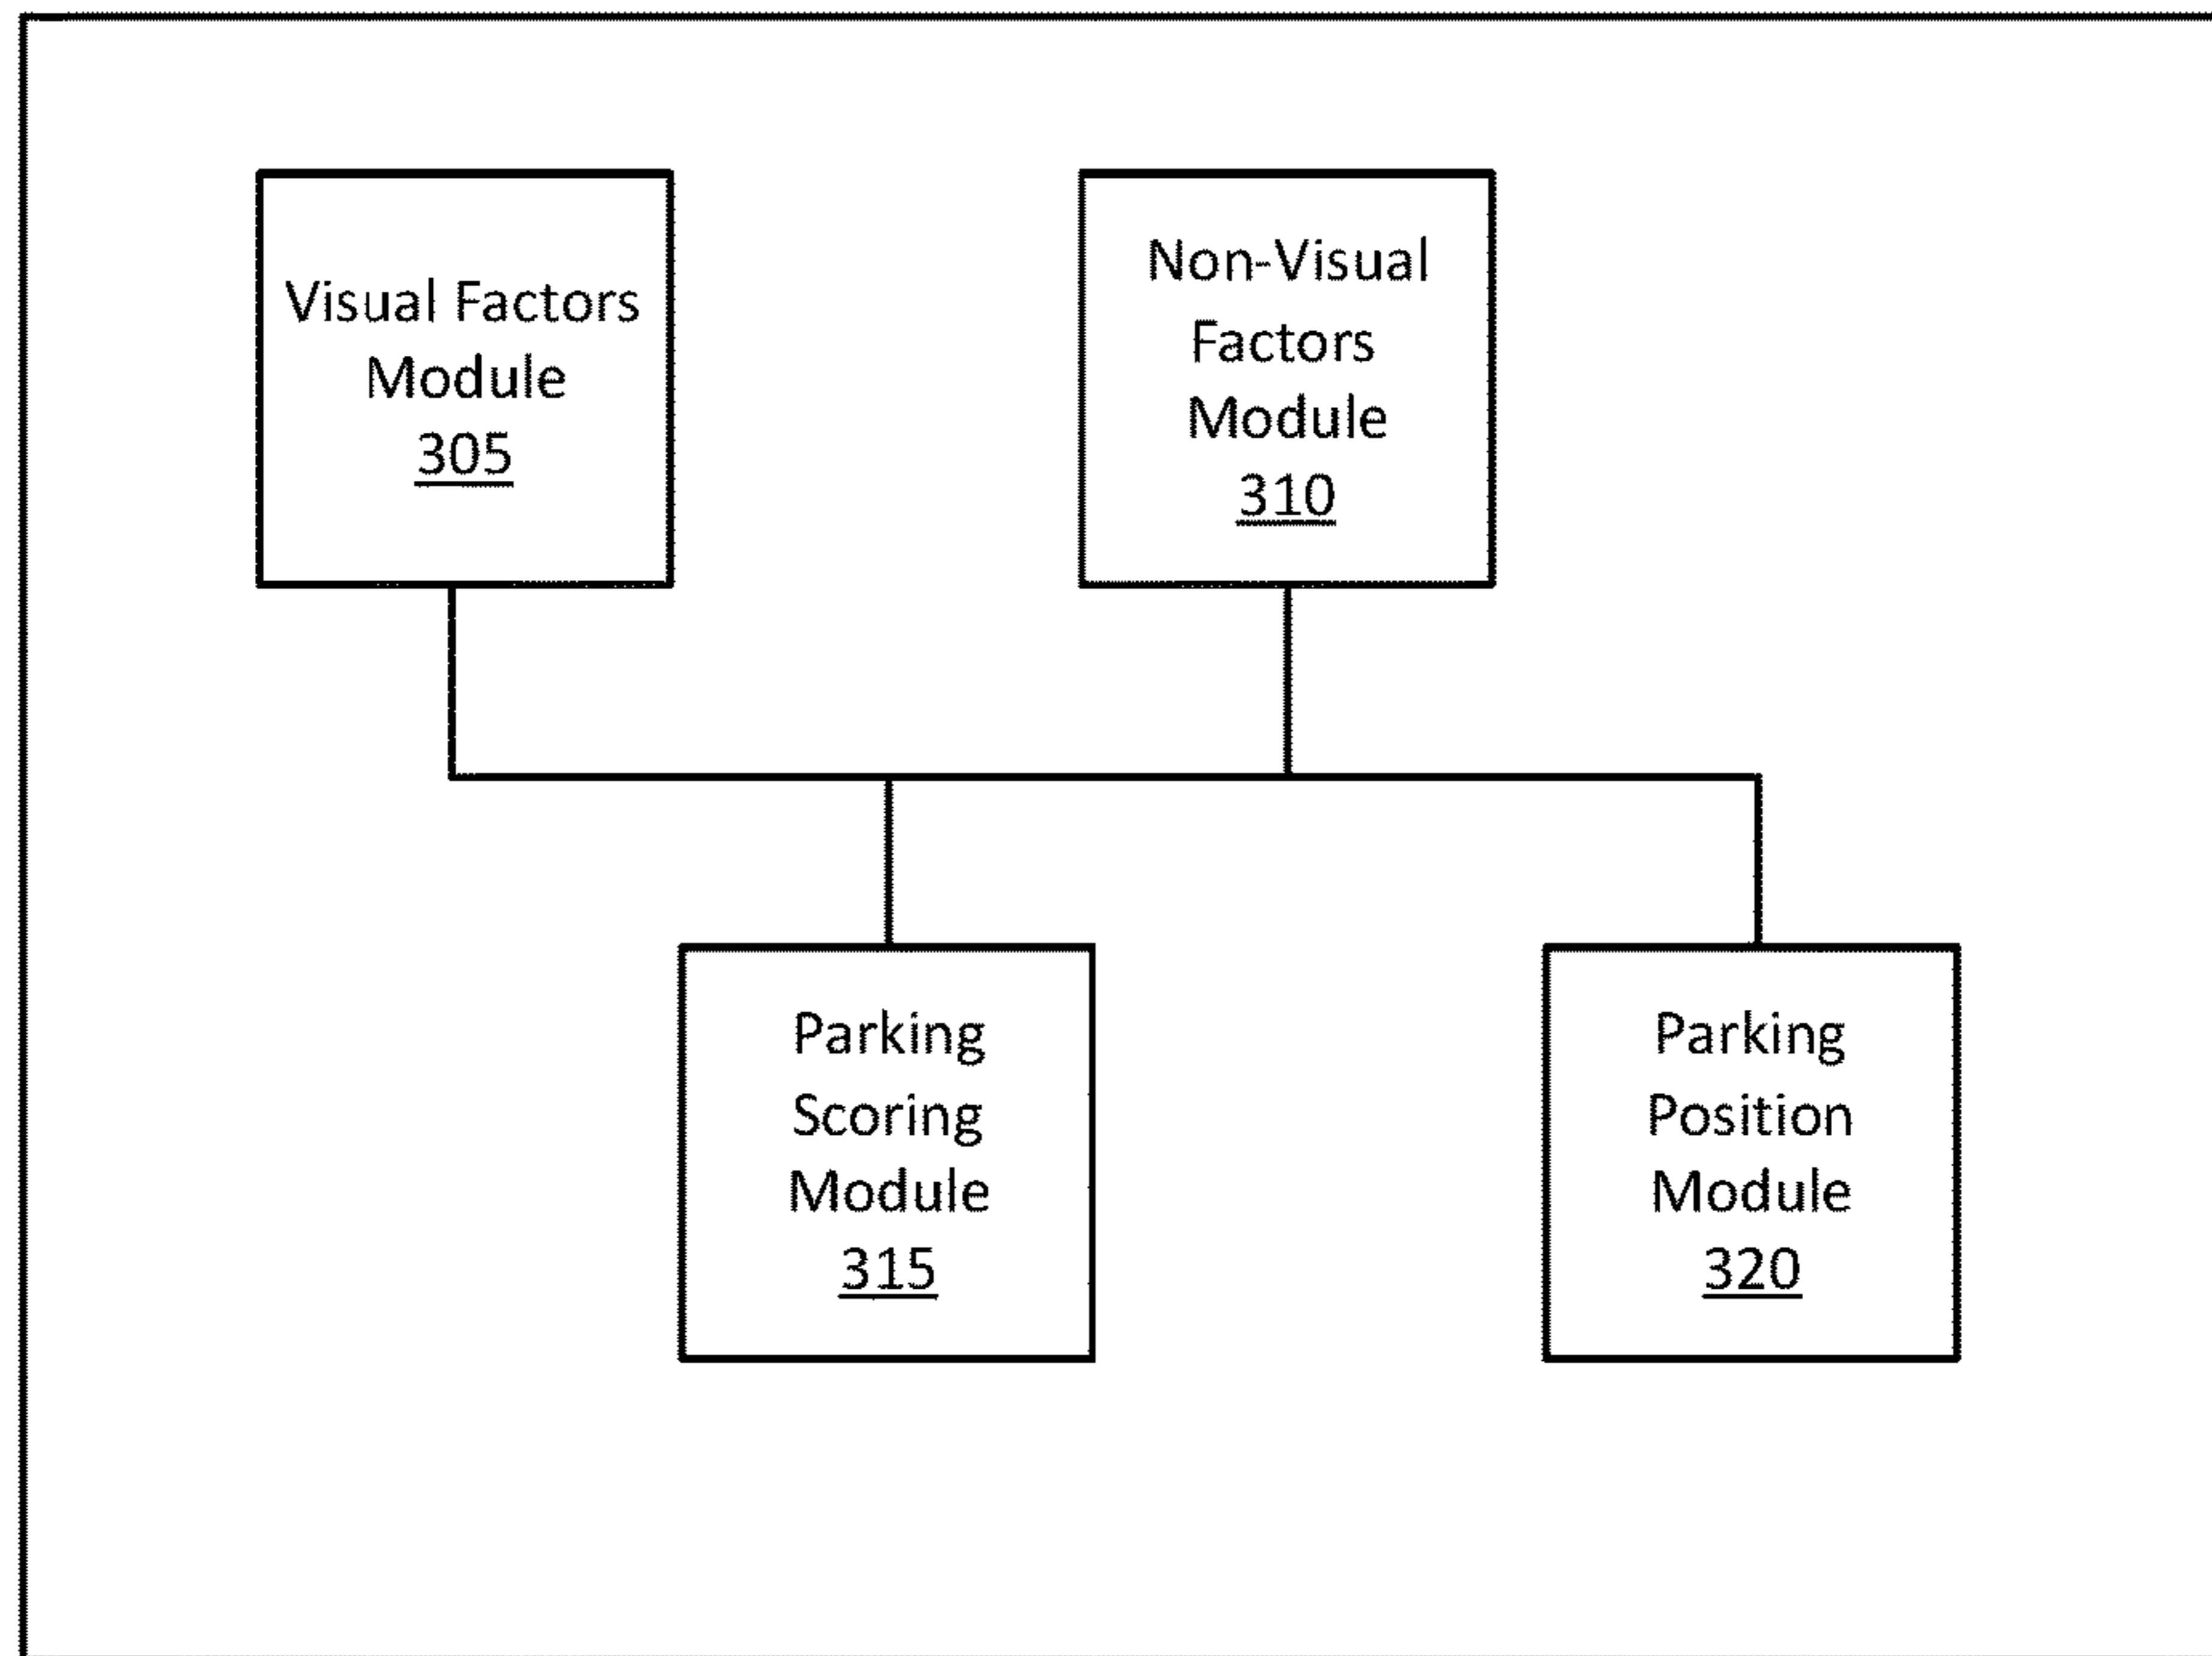 Visual Factors
Module
305
Non-Visual
Factors
Module
310
Parking
Scoring
Module
315
Parking
Position
Module
320